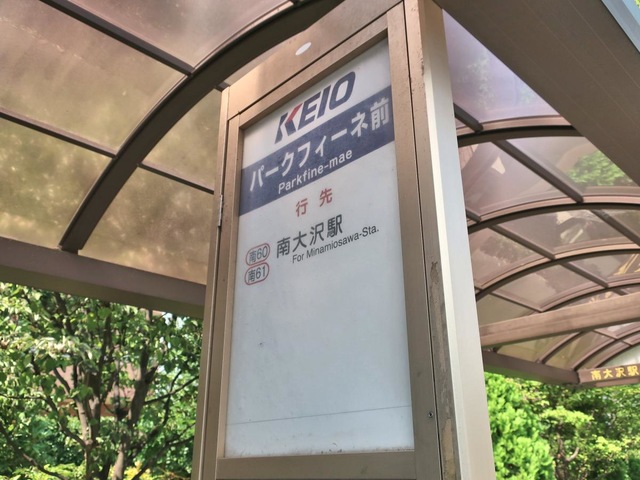 KEIO
パークフィーネ前
Parkfine-mae
行先
南60
南61
南大沢駅
For Minamiosawa-Sta.
南大沢駅